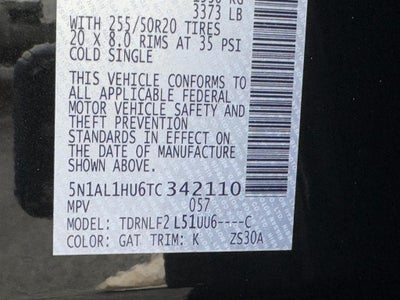 3373 LB
WITH 255/50R20 TIRES
20 X 8.0 RIMS AT 35 PSI
COLD SINGLE
THIS VEHICLE CONFORMS TO
ALL APPLICABLE FEDERAL
MOTOR VEHICLE SAFETY AND
THEFT PREVENTION
STANDARDS IN EFFECT ON
THE DATE OF MANUFACTURE
SHOWN ABOVE.
5N1AL1HU6TC342110
MPV 057
MODEL: TDRNLF2 L51UU6----C
COLOR: GAT TRIM: K ZS30A